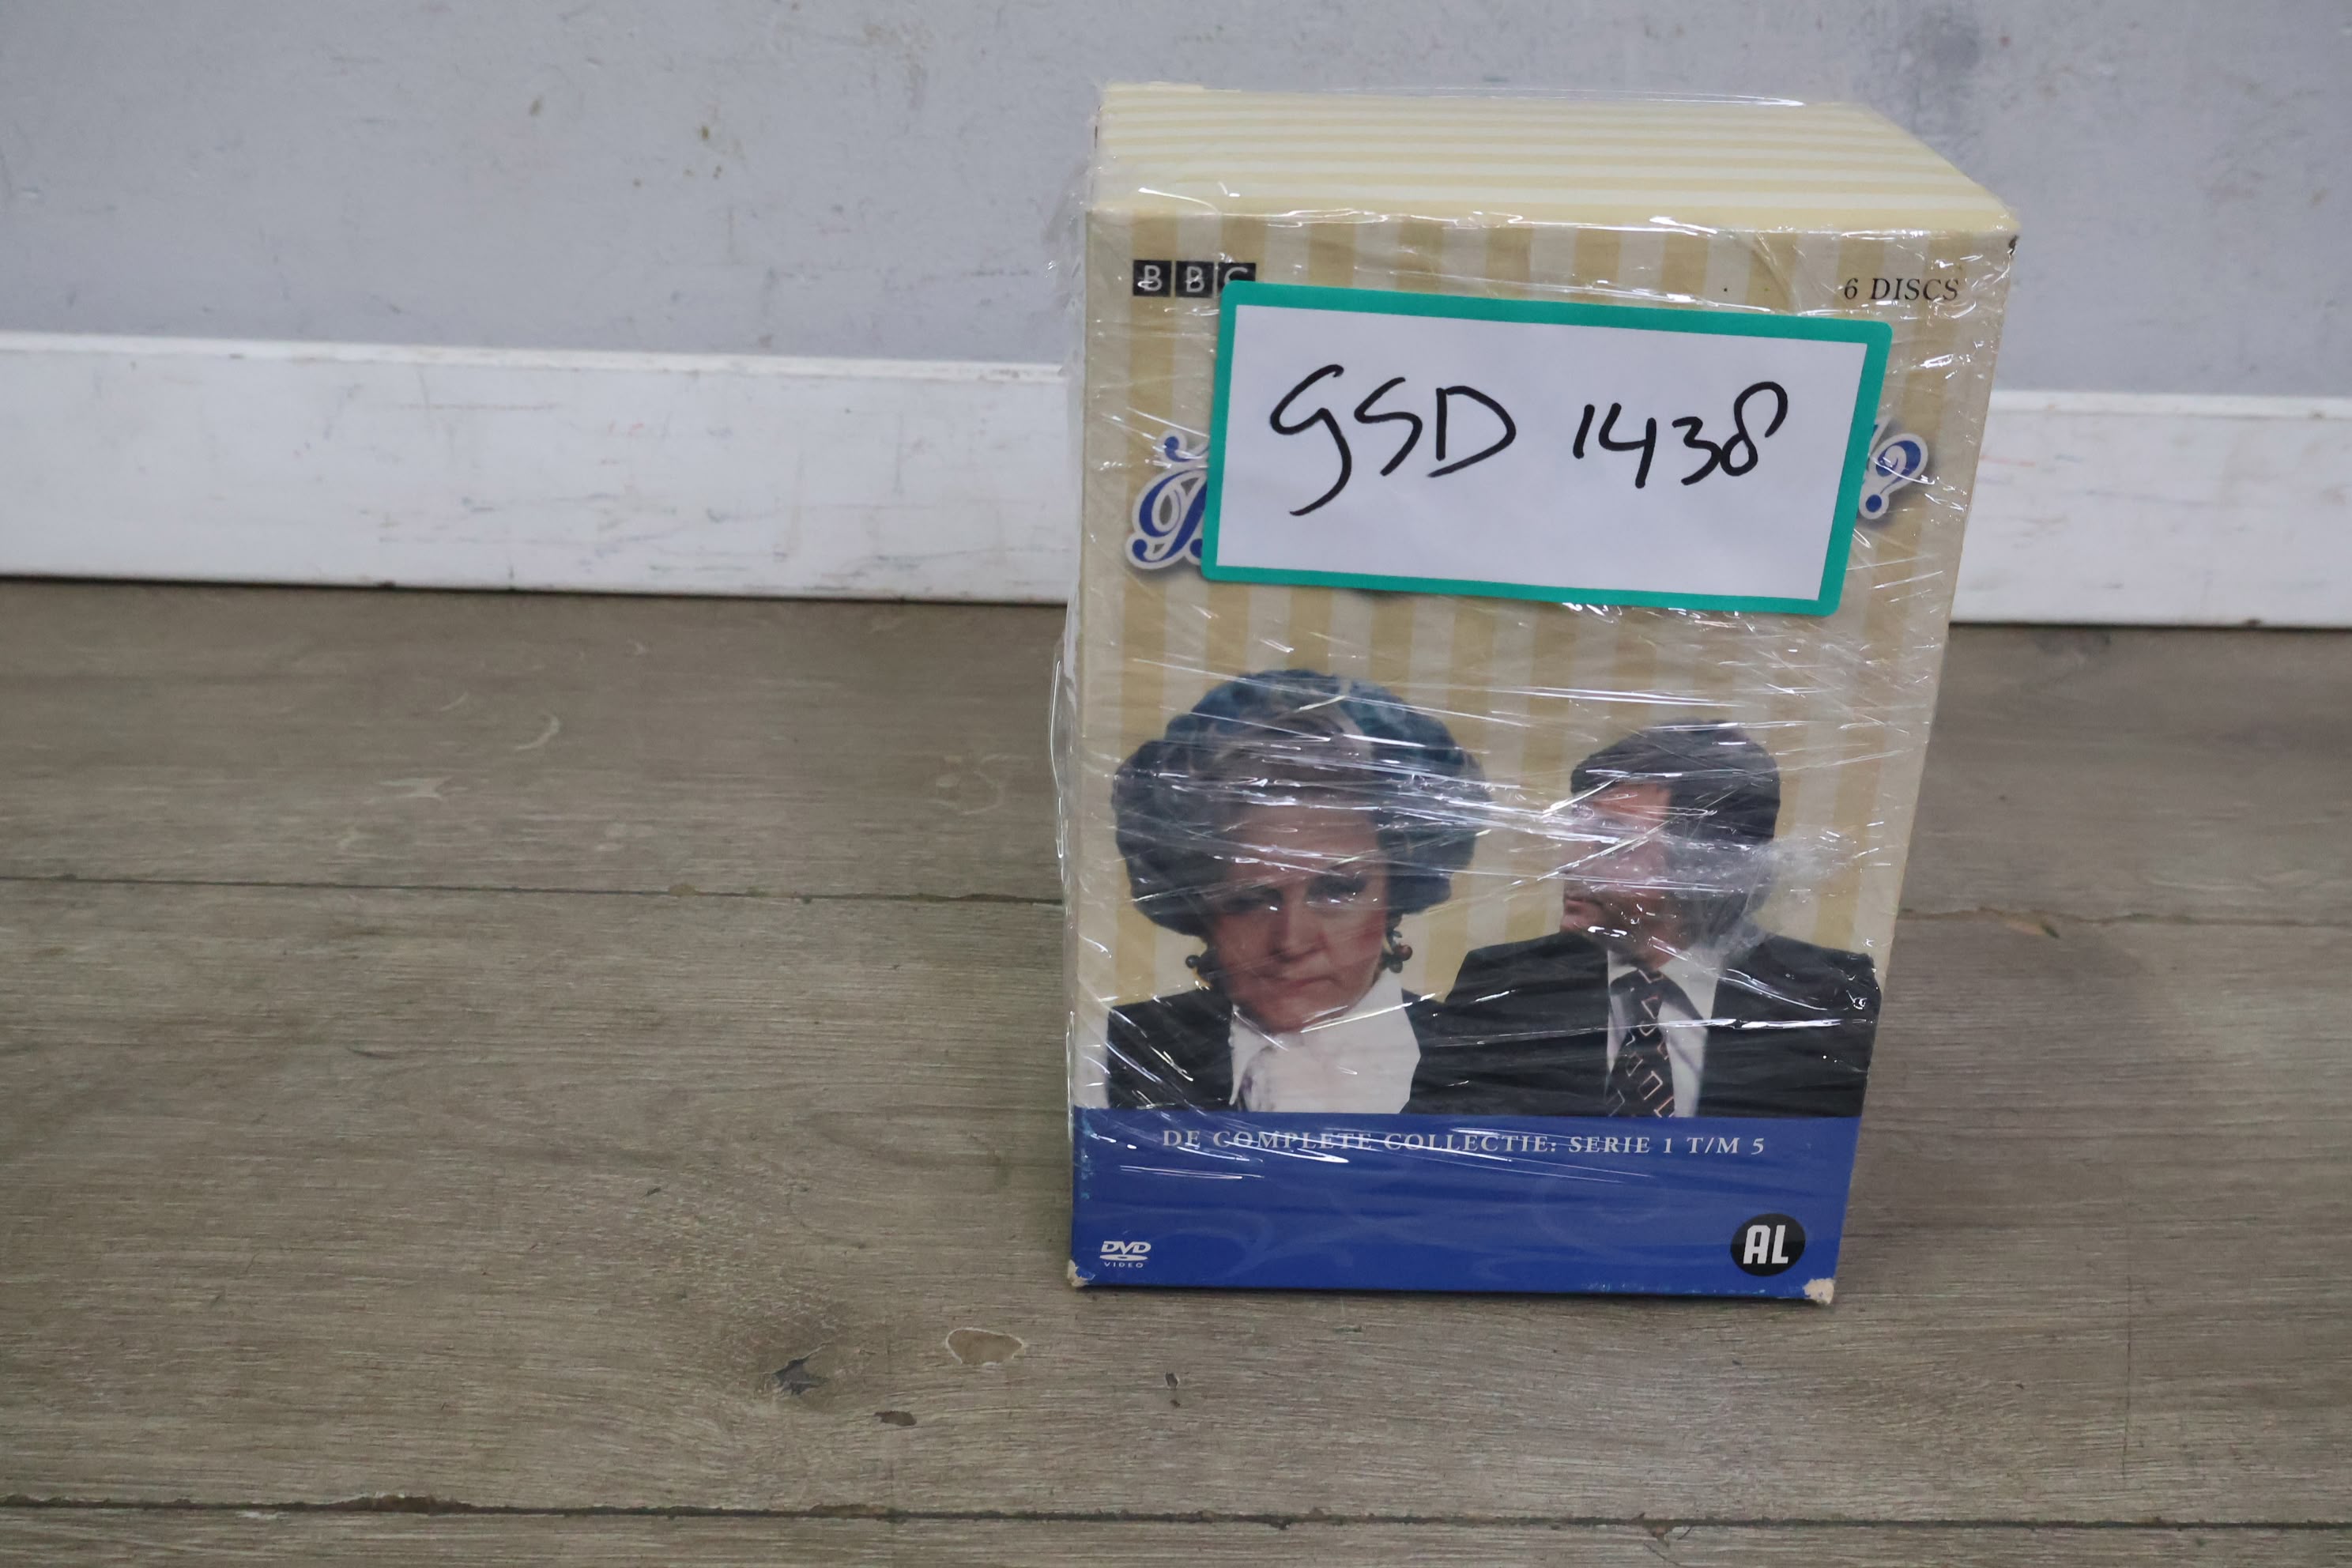 BBC
6 DISCS
GSD 1438
?
DE COMPLETE COLLECTIE: SERIE 1 T/M 5
DVD
VIDEO
AL